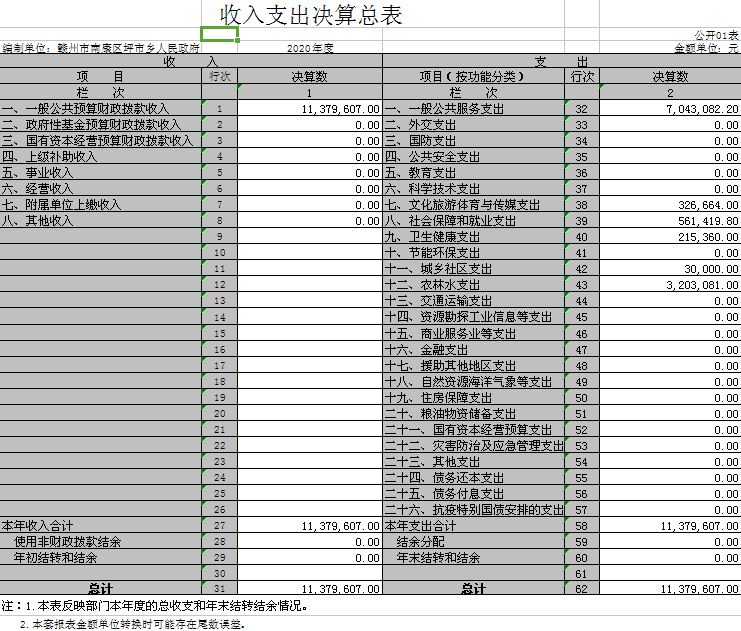 收入支出决算总表
公开01表
编制单位：赣州市南康区坪市乡人民政府 2020年度 金额单位：元
收 入 支 出
项 目 行次 决算数 项目（按功能分类） 行次 决算数
栏 次 1 栏 次 2
一、一般公共预算财政拨款收入 1 11,379,607.00 一、一般公共服务支出 32 7,043,082.20
二、政府性基金预算财政拨款收入 2 0.00 二、外交支出 33 0.00
三、国有资本经营预算财政拨款收入 3 0.00 三、国防支出 34 0.00
四、上级补助收入 4 0.00 四、公共安全支出 35 0.00
五、事业收入 5 0.00 五、教育支出 36 0.00
六、经营收入 6 0.00 六、科学技术支出 37 0.00
七、附属单位上缴收入 7 0.00 七、文化旅游体育与传媒支出 38 326,664.00
八、其他收入 8 0.00 八、社会保障和就业支出 39 561,419.80
9 九、卫生健康支出 40 215,360.00
10 十、节能环保支出 41 0.00
11 十一、城乡社区支出 42 30,000.00
12 十二、农林水支出 43 3,203,081.00
13 十三、交通运输支出 44 0.00
14 十四、资源勘探工业信息等支出 45 0.00
15 十五、商业服务业等支出 46 0.00
16 十六、金融支出 47 0.00
17 十七、援助其他地区支出 48 0.00
18 十八、自然资源海洋气象等支出 49 0.00
19 十九、住房保障支出 50 0.00
20 二十、粮油物资储备支出 51 0.00
21 二十一、国有资本经营预算支出 52 0.00
22 二十二、灾害防治及应急管理支出 53 0.00
23 二十三、其他支出 54 0.00
24 二十四、债务还本支出 55 0.00
25 二十五、债务付息支出 56 0.00
26 二十六、抗疫特别国债安排的支出 57 0.00
本年收入合计 27 11,379,607.00 本年支出合计 58 11,379,607.00
使用非财政拨款结余 28 0.00 结余分配 59 0.00
年初结转和结余 29 0.00 年末结转和结余 60 0.00
30 61
总计 31 11,379,607.00 总计 62 11,379,607.00
注：1.本表反映部门本年度的总收支和年末结转结余情况。
2.本套报表金额单位转换时可能存在尾数误差。